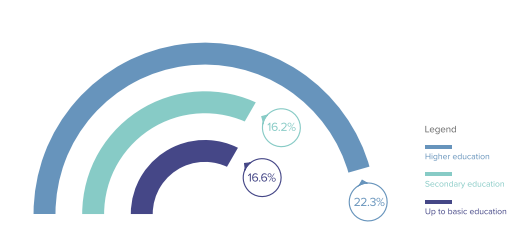 16.2%
16.6%
22.3%
Legend
Higher education
Secondary education
Up to basic education